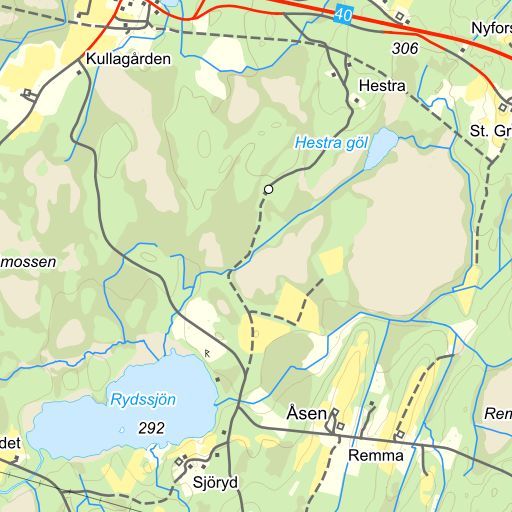 40
Nyfors
306
Kullagården
Hestra
St. Gr
Hestra göl
mossen
Rydssjön
292
Åsen
Rem
det
Remma
Sjöryd
R